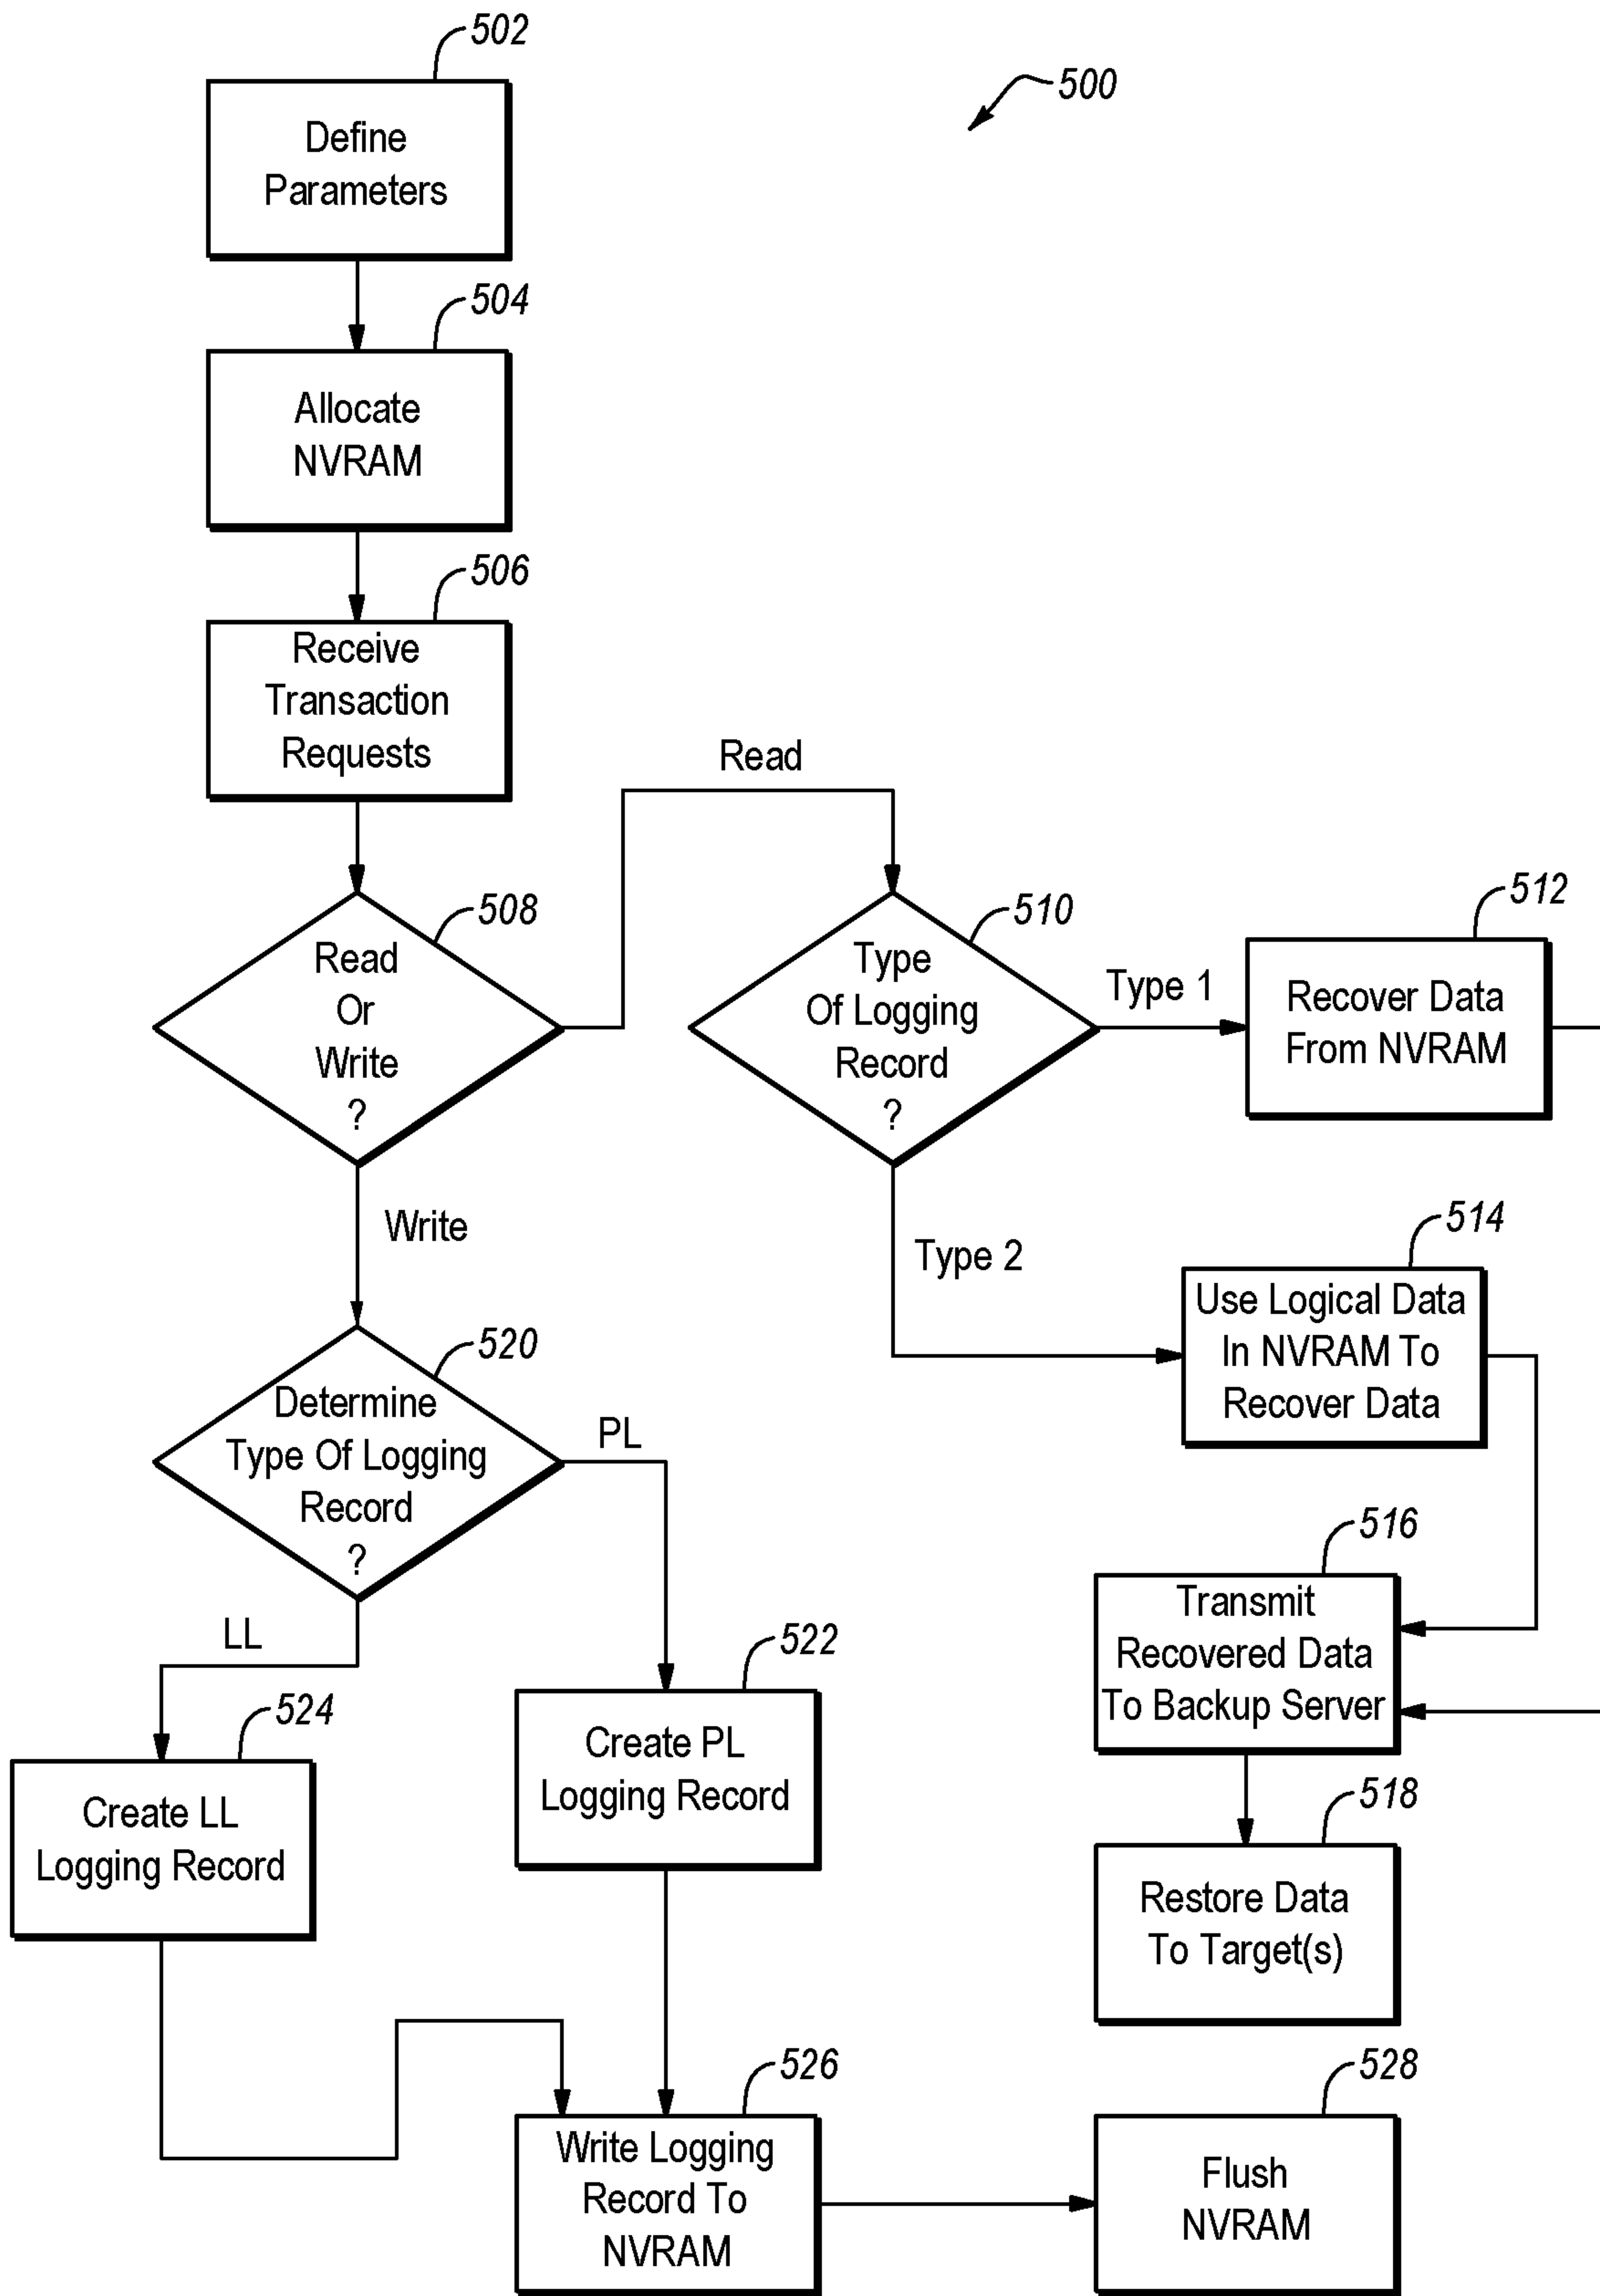 502
Define
Parameters
500
504
Allocate
NVRAM
506
Receive
Transaction
Requests
Read
508
Read
Or
Write
?
510
Type
Of Logging
Record
?
Type 1
512
Recover Data
From NVRAM
Write
Type 2
514
Use Logical Data
In NVRAM To
Recover Data
520
Determine
Type Of Logging
Record
?
PL
LL
516
Transmit
Recovered Data
To Backup Server
522
Create PL
Logging Record
524
Create LL
Logging Record
518
Restore Data
To Target(s)
526
Write Logging
Record To
NVRAM
528
Flush
NVRAM